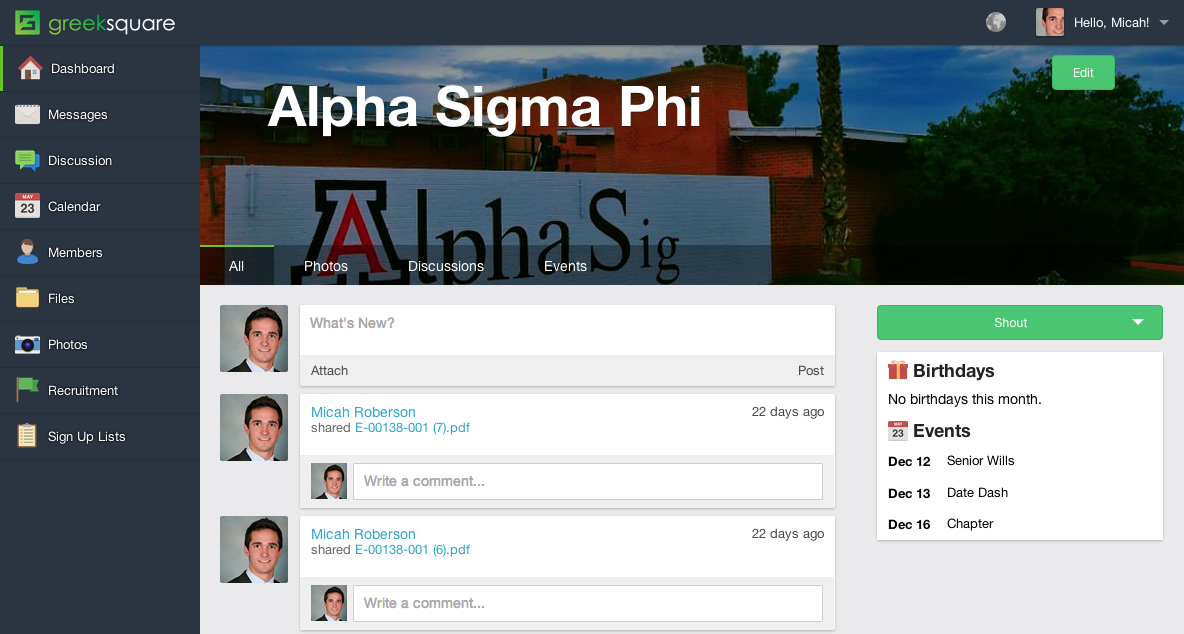 greeksquare
Hello, Micah!
Dashboard
Messages
Discussion
MAY
23
Calendar
Members
Files
Photos
Recruitment
Sign Up Lists
Alpha Sigma Phi
Edit
Alpha Sig
All
Photos
Discussions
Events
What's New?
Attach
Post
Micah Roberson
22 days ago
shared E-00138-001 (7).pdf
Write a comment...
Micah Roberson
22 days ago
shared E-00138-001 (6).pdf
Write a comment...
Shout
Birthdays
No birthdays this month.
MAY
23
Events
Dec 12 Senior Wills
Dec 13 Date Dash
Dec 16 Chapter